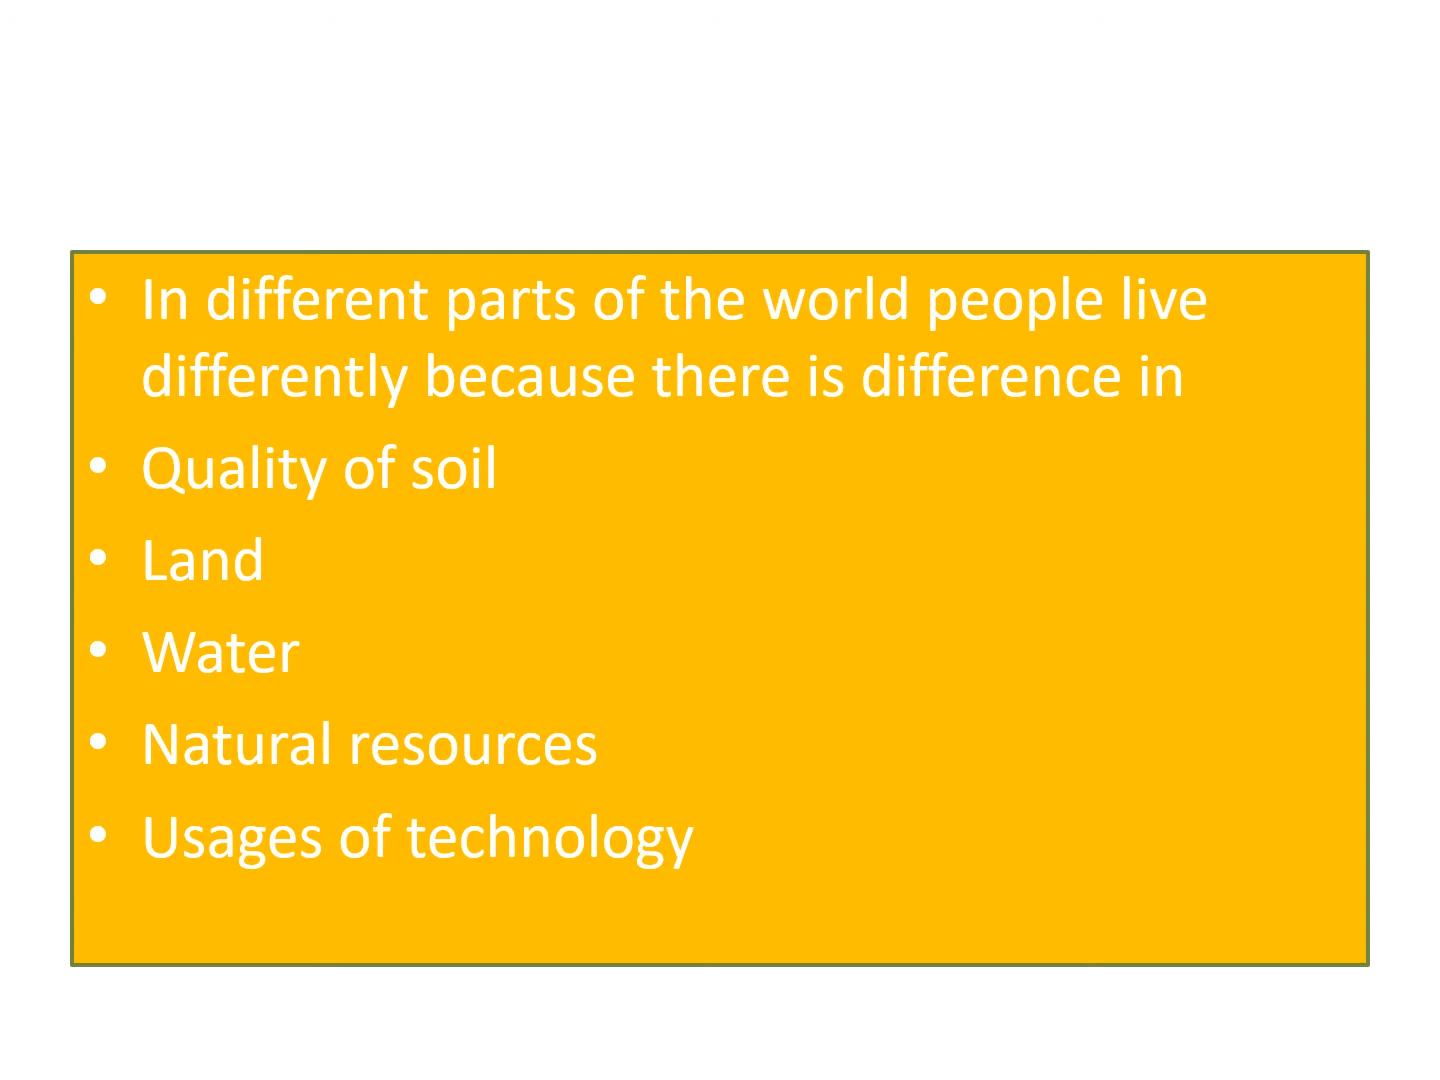 • In different parts of the world people live
differently because there is difference in
• Quality of soil
• Land
• Water
• Natural resources
• Usages of technology